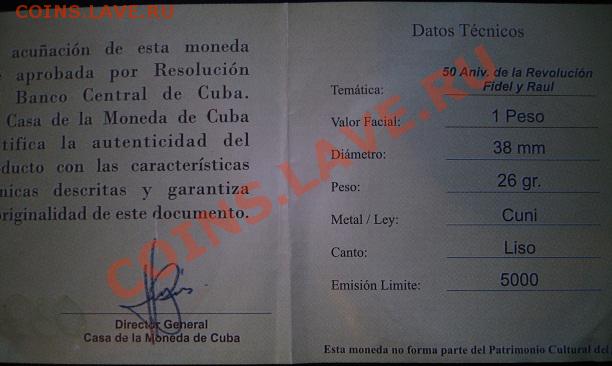 COINS.LAVE.RU
acuñación de esta moneda
aprobada por Resolución
Banco Central de Cuba.
Casa de la Moneda de Cuba
tifica la autenticidad del
ducto con las características
nicas descritas y garantiza
originalidad de este documento.
Director General
Casa de la Moneda de Cuba
Datos Técnicos
Temática: 50 Aniv. de la Revolución
Fidel y Raul
Valor Facial: 1 Peso
Diámetro: 38 mm
Peso: 26 gr.
Metal / Ley: Cuni
Canto: Liso
Emisión Limite: 5000
Esta moneda no forma parte del Patrimonio Cultural del
COINS.LAVE.RU
COINS.LAVE.RU